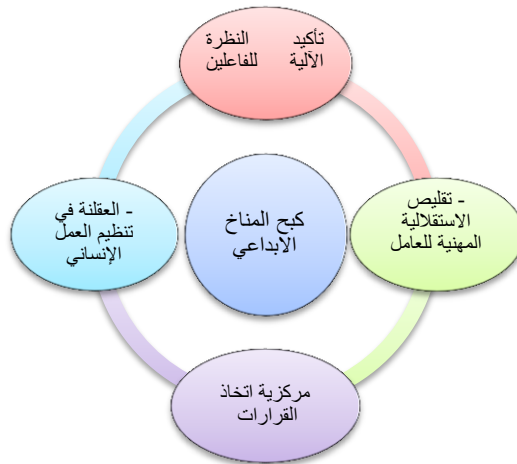 تأكيد النظرة
الآلية للفاعلين
- تقليص
الاستقلالية
المهنية للعامل
كبح المناخ
الابداعي
- العقلنة في
تنظيم العمل
الإنساني
مركزية اتخاذ
القرارات